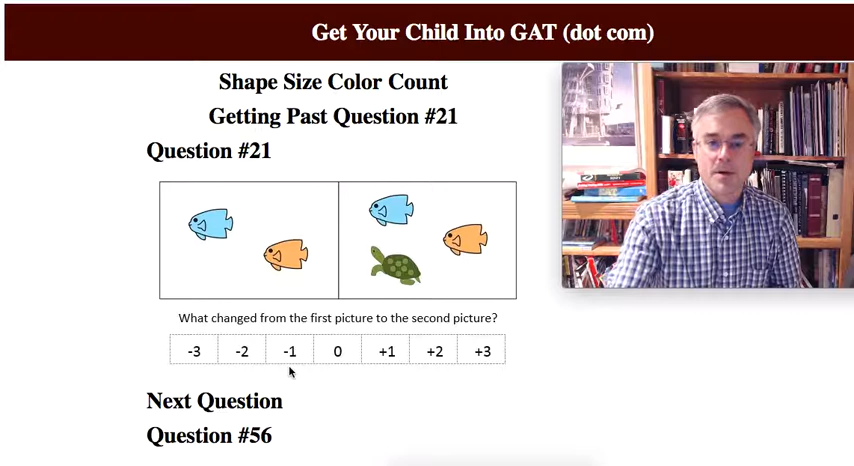 Get Your Child Into GAT (dot com)
Shape Size Color Count
Getting Past Question #21
Question #21
What changed from the first picture to the second picture?
-3 -2 -1 0 +1 +2 +3
Next Question
Question #56